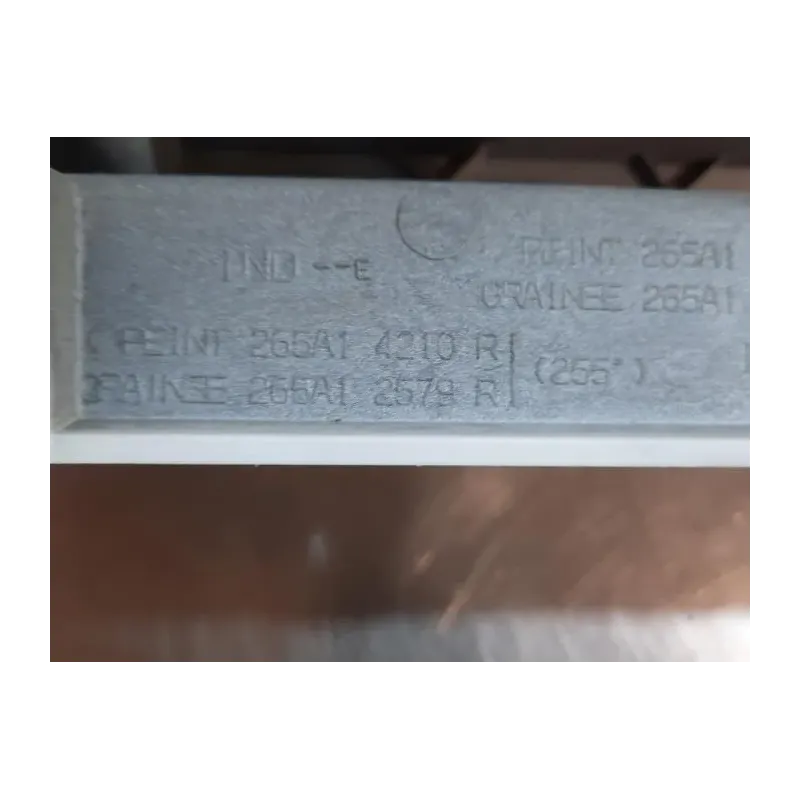 IND --E
PEINT 265A1
GRAINEE 265A1
PEINT 265A1 4210 R
GRAINEE 265A1 2579 R
(255°)